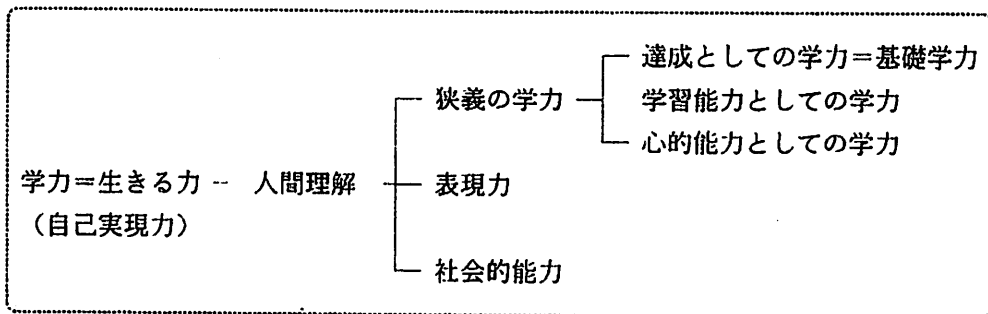 達成としての学力=基礎学力
狭義の学力 学習能力としての学力
心的能力としての学力
学力=生きる力 -- 人間理解 表現力
(自己実現力)
社会的能力